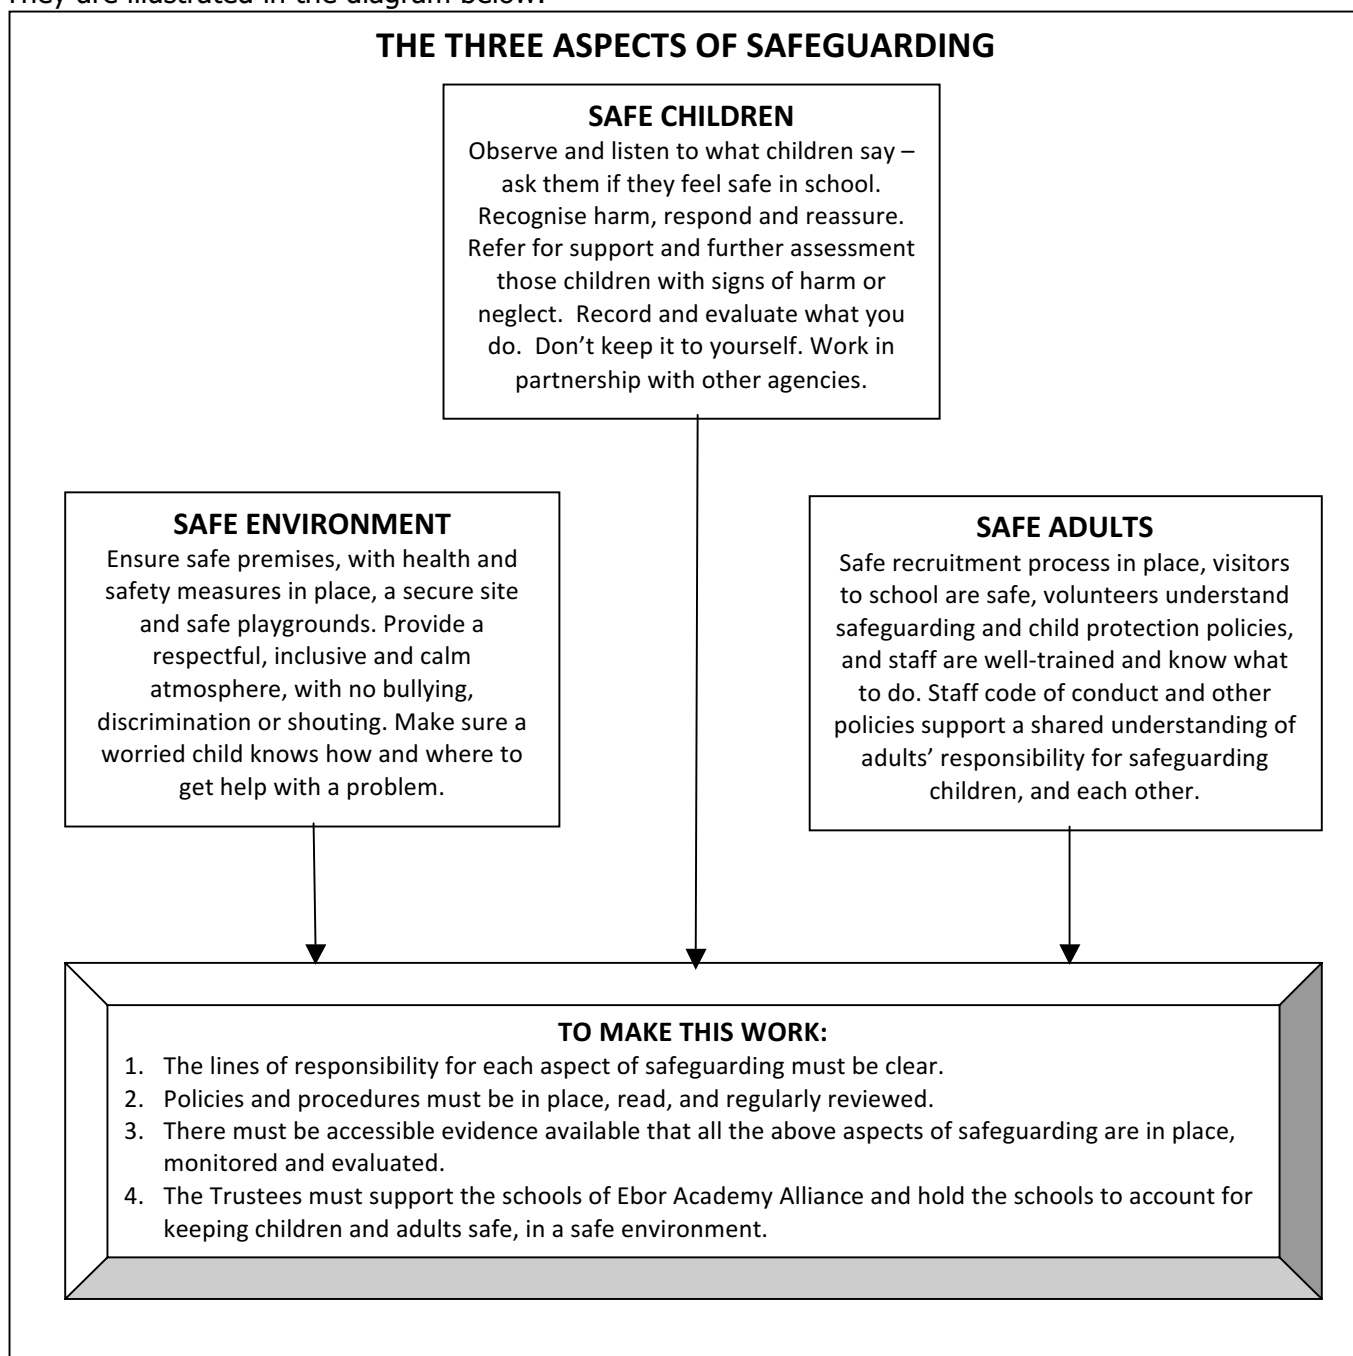 They are illustrated in the diagram below.
THE THREE ASPECTS OF SAFEGUARDING
SAFE CHILDREN
Observe and listen to what children say –
ask them if they feel safe in school.
Recognise harm, respond and reassure.
Refer for support and further assessment
those children with signs of harm or
neglect.  Record and evaluate what you
do.  Don’t keep it to yourself. Work in
partnership with other agencies.
SAFE ENVIRONMENT
Ensure safe premises, with health and
safety measures in place, a secure site
and safe playgrounds. Provide a
respectful, inclusive and calm
atmosphere, with no bullying,
discrimination or shouting. Make sure a
worried child knows how and where to
get help with a problem.
SAFE ADULTS
Safe recruitment process in place, visitors
to school are safe, volunteers understand
safeguarding and child protection policies,
and staff are well-trained and know what
to do. Staff code of conduct and other
policies support a shared understanding of
adults’ responsibility for safeguarding
children, and each other.
TO MAKE THIS WORK:
1. The lines of responsibility for each aspect of safeguarding must be clear.
2. Policies and procedures must be in place, read, and regularly reviewed.
3. There must be accessible evidence available that all the above aspects of safeguarding are in place,
monitored and evaluated.
4. The Trustees must support the schools of Ebor Academy Alliance and hold the schools to account for
keeping children and adults safe, in a safe environment.